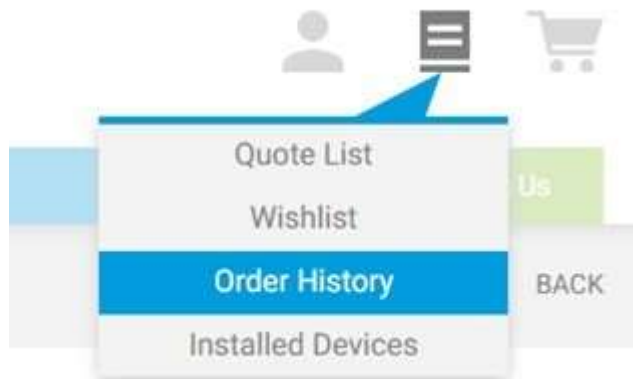 Quote List
Us
Wishlist
Order History
BACK
Installed Devices